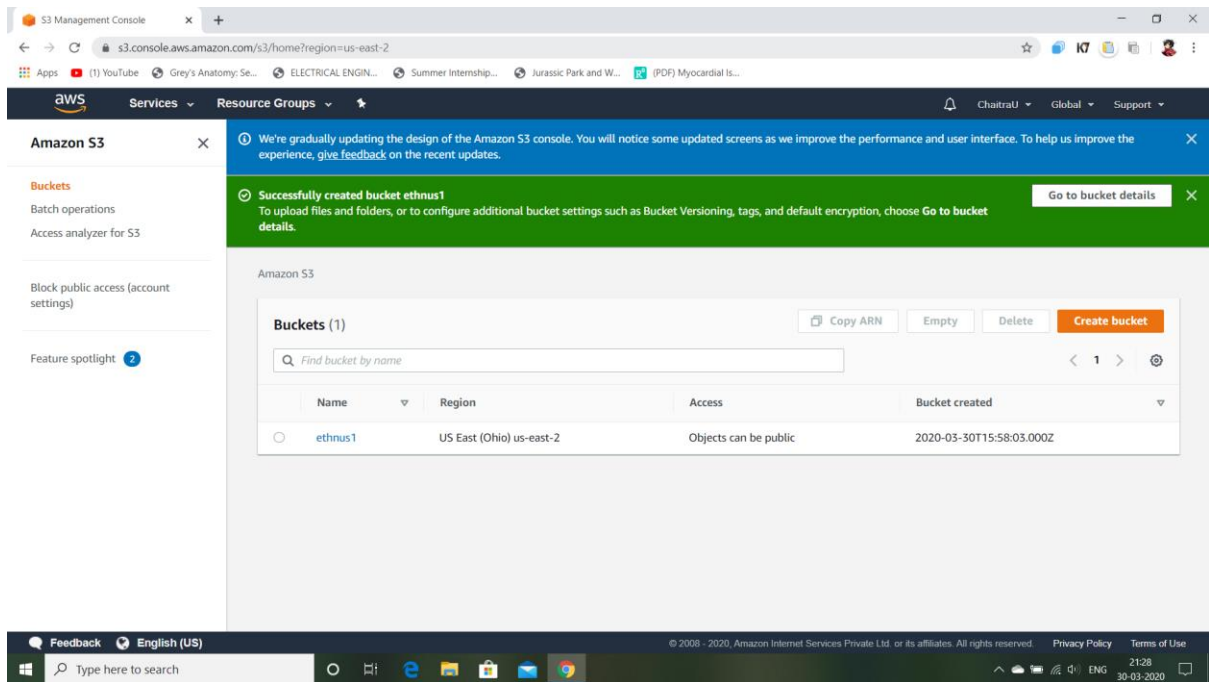 S3 Management Console
s3.console.aws.amazon.com/s3/home?region=us-east-2
K7
Apps (1) YouTube Grey's Anatomy: Se... ELECTRICAL ENGIN... Summer Internship... Jurassic Park and W... (PDF) Myocardial Is...
aws Services Resource Groups ChaitraU Global Support
Amazon S3
Buckets
Batch operations
Access analyzer for S3
Block public access (account
settings)
Feature spotlight 2
We're gradually updating the design of the Amazon S3 console. You will notice some updated screens as we improve the performance and user interface. To help us improve the
experience, give feedback on the recent updates.
Successfully created bucket ethnus1
To upload files and folders, or to configure additional bucket settings such as Bucket Versioning, tags, and default encryption, choose Go to bucket
details.
Go to bucket details
Amazon S3
Buckets (1) Copy ARN Empty Delete Create bucket
Find bucket by name 1
Name Region Access Bucket created
ethnus1 US East (Ohio) us-east-2 Objects can be public 2020-03-30T15:58:03.000Z
Feedback English (US) © 2008 - 2020, Amazon Internet Services Private Ltd. or its affiliates. All rights reserved. Privacy Policy Terms of Use
Type here to search ENG 21:28
30-03-2020